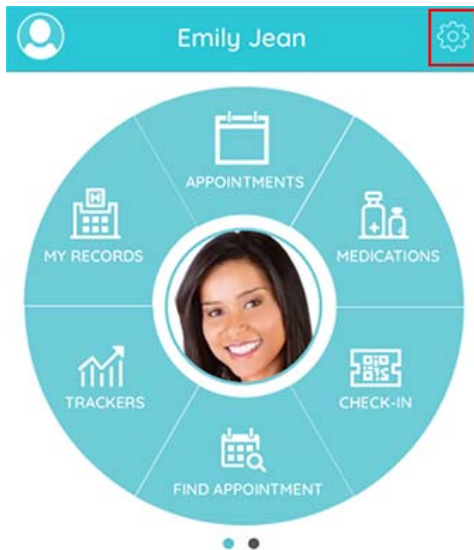 Emily Jean
APPOINTMENTS
MY RECORDS
MEDICATIONS
TRACKERS
CHECK-IN
FIND APPOINTMENT